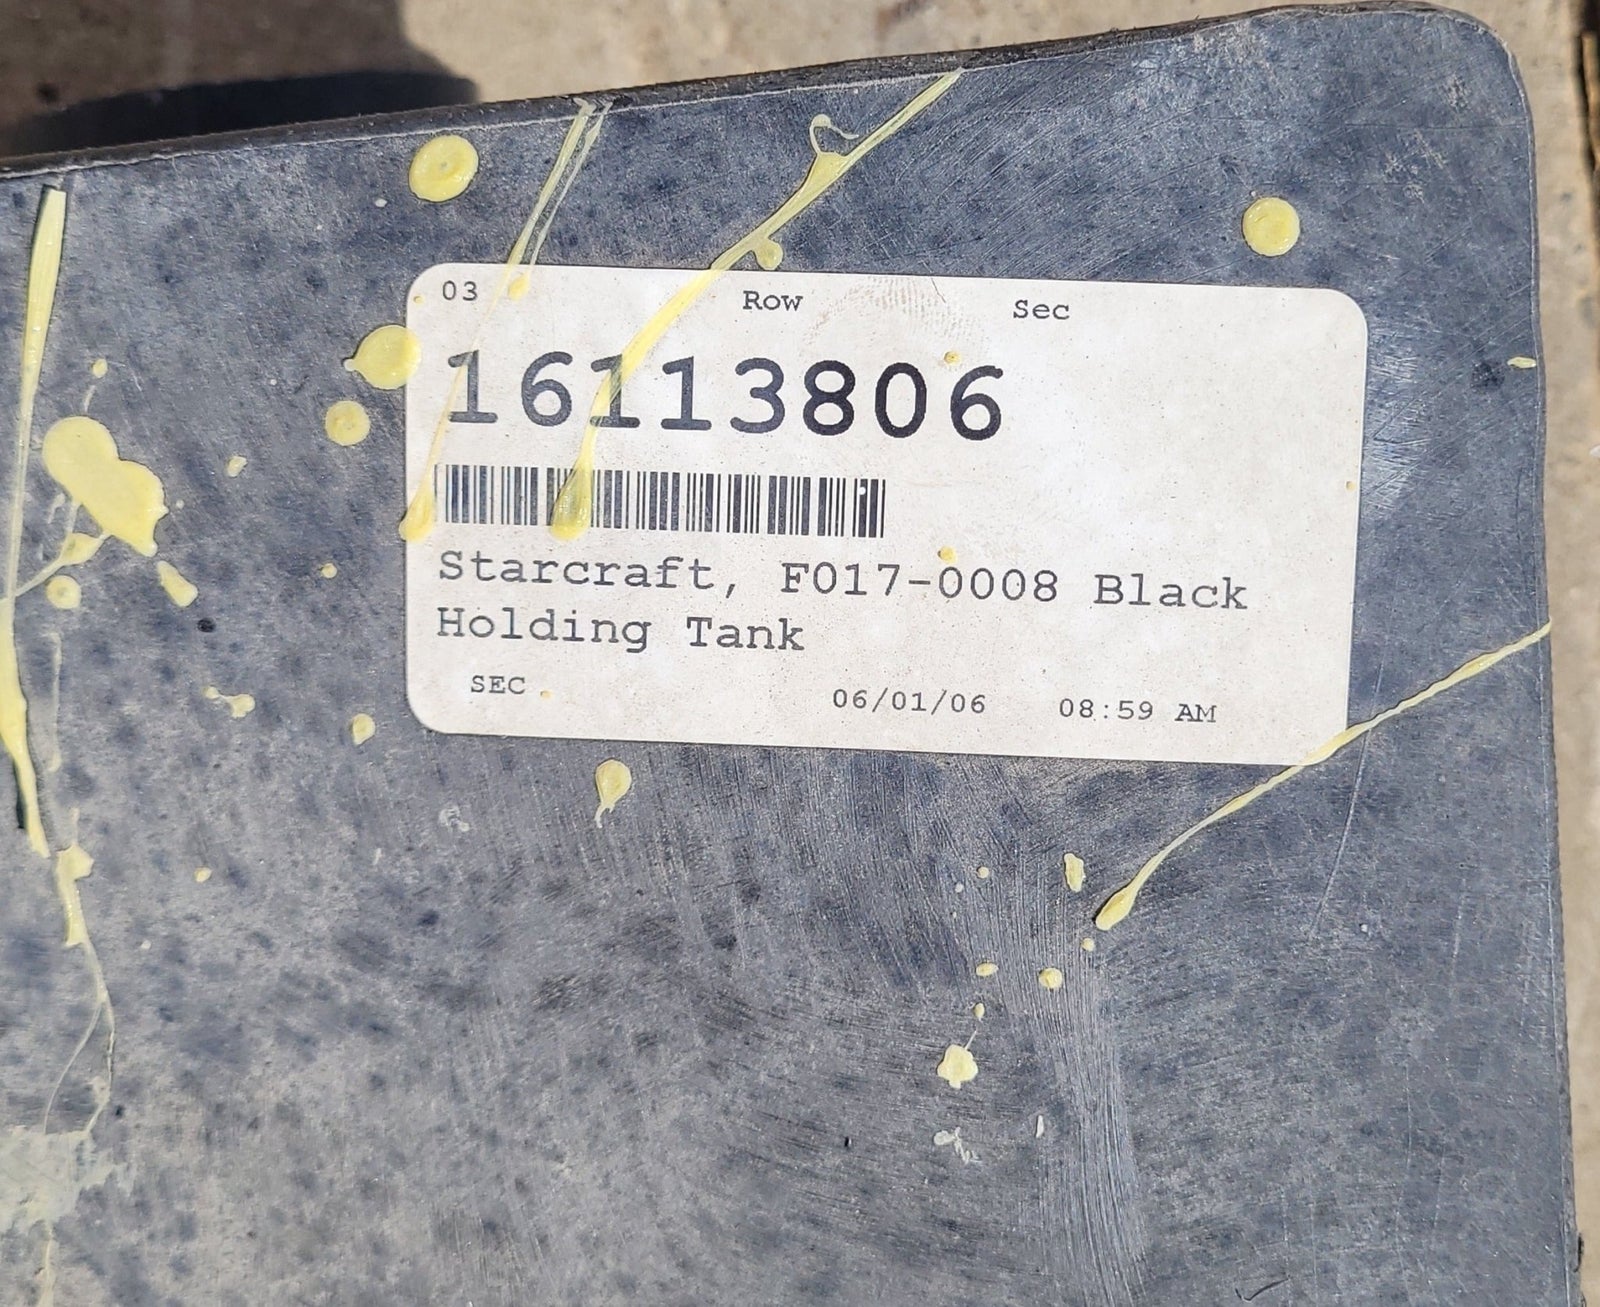 03 Row Sec
16113806
Starcraft, F017-0008 Black
Holding Tank
SEC 06/01/06 08:59 AM